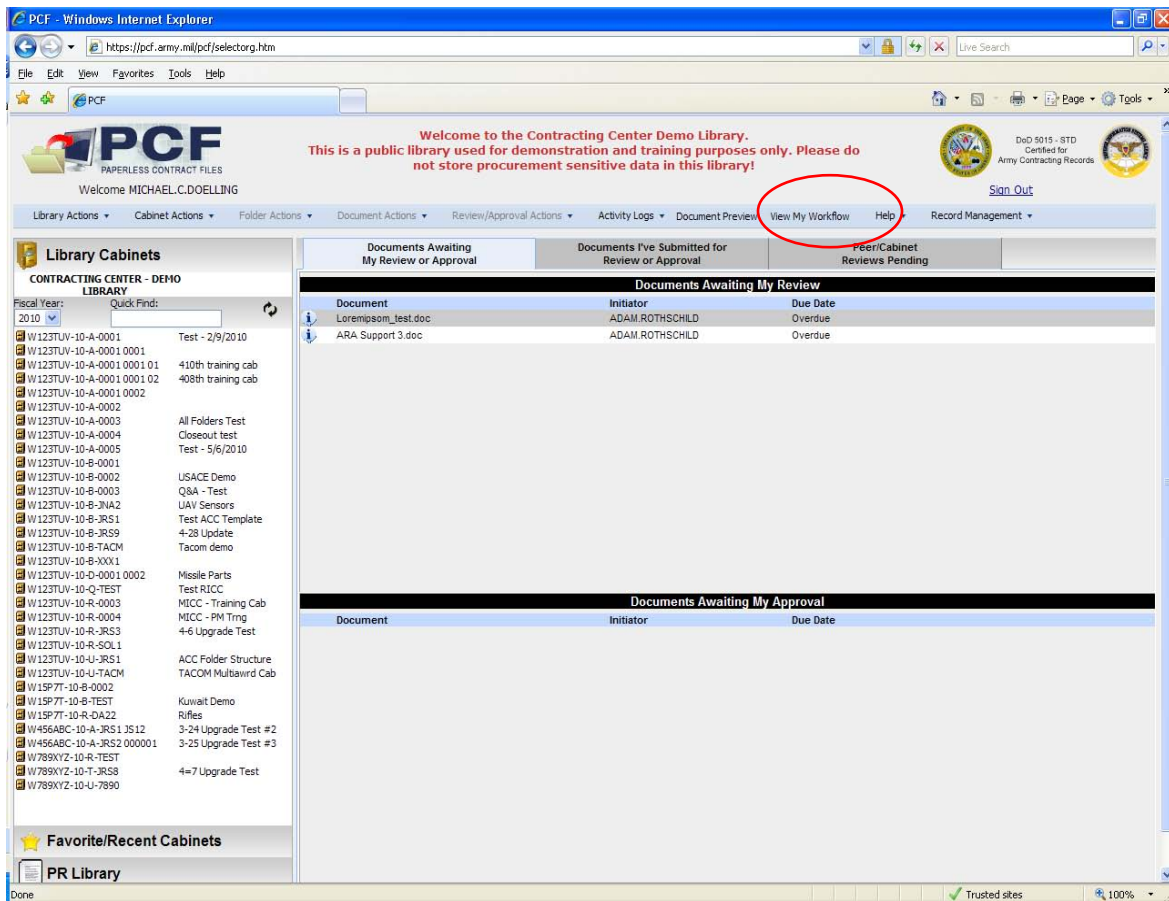 PCF - Windows Internet Explorer
https://pcf.army.mil/pcf/selectorg.htm
Live Search
File Edit View Favorites Tools Help
PCF
Page Tools
PCF
PAPERLESS CONTRACT FILES
Welcome MICHAEL.C.DOELLING
Welcome to the Contracting Center Demo Library.
This is a public library used for demonstration and training purposes only. Please do
not store procurement sensitive data in this library!
DoD 5015 - STD
Certified for
Army Contracting Records
Sign Out
Library Actions Cabinet Actions Folder Actions Document Actions Review/Approval Actions Activity Logs Document Preview View My Workflow Help Record Management
Library Cabinets
CONTRACTING CENTER - DEMO
LIBRARY
Fiscal Year: Quick Find:
2010
W123TUV-10-A-0001 Test - 2/9/2010
W123TUV-10-A-0001 0001
W123TUV-10-A-0001 0001 01 410th training cab
W123TUV-10-A-0001 0001 02 408th training cab
W123TUV-10-A-0001 0002
W123TUV-10-A-0002
W123TUV-10-A-0003 All Folders Test
W123TUV-10-A-0004 Closeout test
W123TUV-10-A-0005 Test - 5/6/2010
W123TUV-10-B-0001
W123TUV-10-B-0002 USACE Demo
W123TUV-10-B-0003 Q&A - Test
W123TUV-10-B-JNA2 UAV Sensors
W123TUV-10-B-JRS1 Test ACC Template
W123TUV-10-B-JRS9 4-28 Update
W123TUV-10-B-TACM Tacom demo
W123TUV-10-B-XXX1
W123TUV-10-D-0001 0002 Missile Parts
W123TUV-10-Q-TEST Test RICC
W123TUV-10-R-0003 MICC - Training Cab
W123TUV-10-R-0004 MICC - PM Trng
W123TUV-10-R-JRS3 4-6 Upgrade Test
W123TUV-10-R-SOL1
W123TUV-10-U-JRS1 ACC Folder Structure
W123TUV-10-U-TACM TACOM Multiawrd Cab
W15P7T-10-B-0002
W15P7T-10-B-TEST Kuwait Demo
W15P7T-10-R-DA22 Rifles
W456ABC-10-A-JRS1 JS12 3-24 Upgrade Test #2
W456ABC-10-A-JRS2 000001 3-25 Upgrade Test #3
W789XYZ-10-R-TEST
W789XYZ-10-T-JRS8 4=7 Upgrade Test
W789XYZ-10-U-7890
Favorite/Recent Cabinets
PR Library
Documents Awaiting
My Review or Approval
Documents I've Submitted for
Review or Approval
Peer/Cabinet
Reviews Pending
Documents Awaiting My Review
Document Initiator Due Date
Loremipsom_test.doc ADAM.ROTHSCHILD Overdue
ARA Support 3.doc ADAM.ROTHSCHILD Overdue
Documents Awaiting My Approval
Document Initiator Due Date
Done Trusted sites 100%